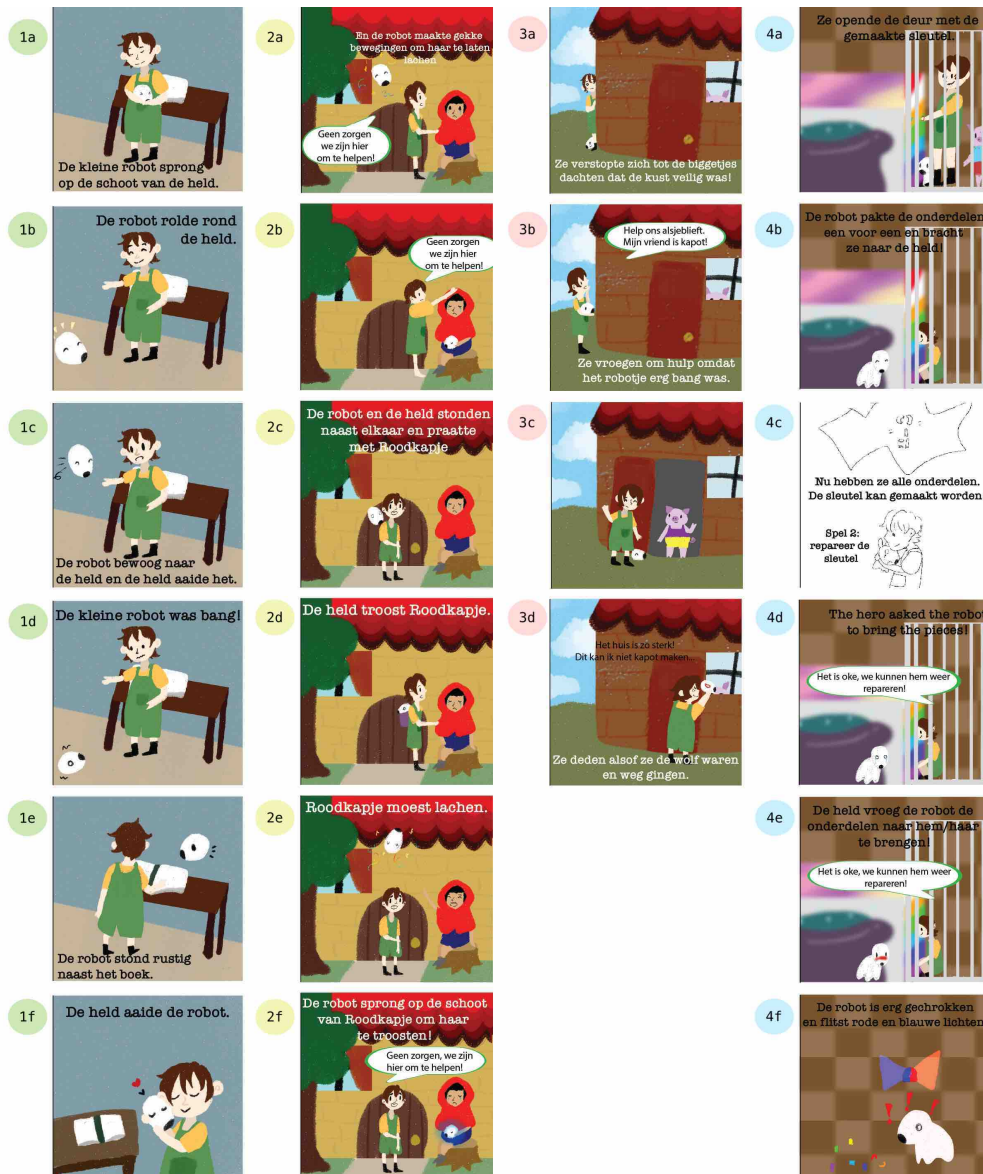 1a
De kleine robot sprong
op de schoot van de held.
1b
De robot rolde rond
de held.
1c
De robot bewoog naar
de held en de held aaide het.
1d
De kleine robot was bang!
1e
De robot stond rustig
naast het boek.
1f
De held aaide de robot.
2a
En de robot maakte gekke
bewegingen om haar te laten
lachen
Geen zorgen
we zijn hier
om te helpen!
2b
Geen zorgen
we zijn hier
om te helpen!
2c
De robot en de held stonden
naast elkaar en praatte
met Roodkapje
2d
De held troost Roodkapje.
2e
Roodkapje moest lachen.
2f
De robot sprong op de schoot
van Roodkapje om haar
te troosten!
Geen zorgen, we zijn
hier om te helpen!
3a
Ze verstopte zich tot de biggetjes
dachten dat de kust veilig was!
3b
Help ons alsjeblieft.
Mijn vriend is kapot!
Ze vroegen om hulp omdat
het robotje erg bang was.
3c
3d
Het huis is zo sterk!
Dit kan ik niet kapot maken...
Ze deden alsof ze de wolf waren
en weg gingen.
4a
Ze opende de deur met de
gemaakte sleutel.
4b
De robot pakte de onderdelen
een voor een en bracht
ze naar de held!
4c
Nu hebben ze alle onderdelen.
De sleutel kan gemaakt worden
Spel 2:
repareer de
sleutel
4d
The hero asked the robot
to bring the pieces!
Het is oke, we kunnen hem weer
repareren!
4e
De held vroeg de robot de
onderdelen naar hem/haar
te brengen!
Het is oke, we kunnen hem weer
repareren!
4f
De robot is erg gechrokken
en flitst rode en blauwe lichten